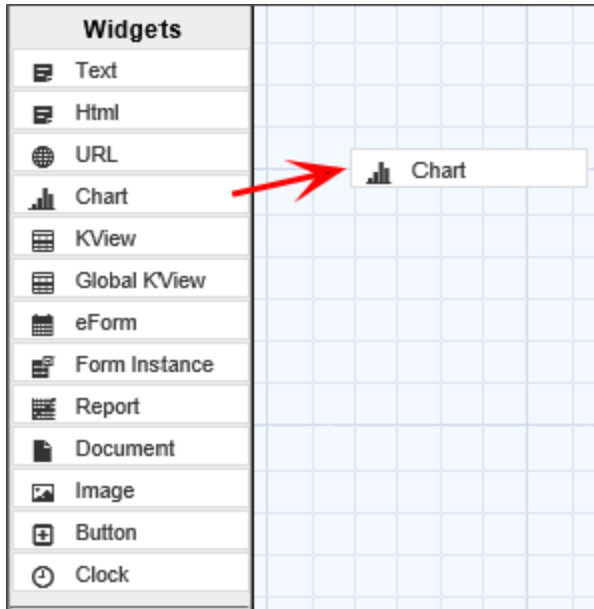 Widgets
Text
Html
URL
Chart
Chart
KView
Global KView
eForm
Form Instance
Report
Document
Image
Button
Clock